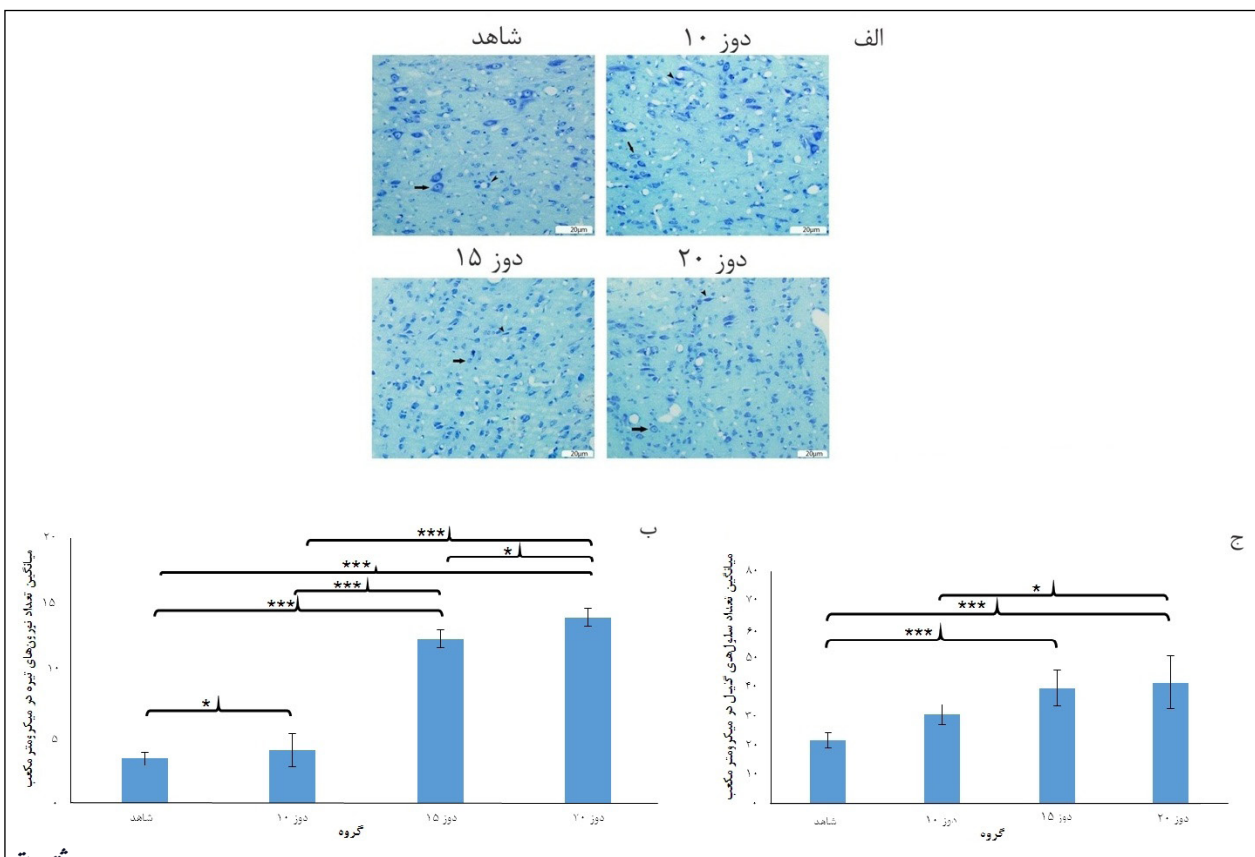 الف
دوز ۱۰
شاهد
20µm
20µm
دوز ۲۰
دوز ۱۵
20µm
20µm
ب
میانگین تعداد نورون‌های تیره در میکرومتر مکعب
۲۰
۱۵
۱۰
۵
۰
***
*
***
***
***
*
شاهد
دوز ۱۰
دوز ۱۵
دوز ۲۰
گروه
ج
میانگین تعداد سلول‌های گلیال در میکرومتر مکعب
۸۰
۷۰
۶۰
۵۰
۴۰
۳۰
۲۰
۱۰
۰
*
***
***
شاهد
دوز ۱۰
دوز ۱۵
دوز ۲۰
گروه